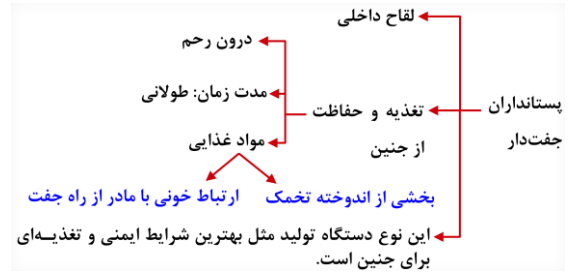 پستانداران
جفت‌دار
لقاح داخلی
تغذیه و حفاظت
از جنین
درون رحم
مدت زمان: طولانی
مواد غذایی
بخشی از اندوخته تخمک
ارتباط خونی با مادر از راه جفت
این نوع دستگاه تولید مثل بهترین شرایط ایمنی و تغذیــه‌ای
برای جنین است.